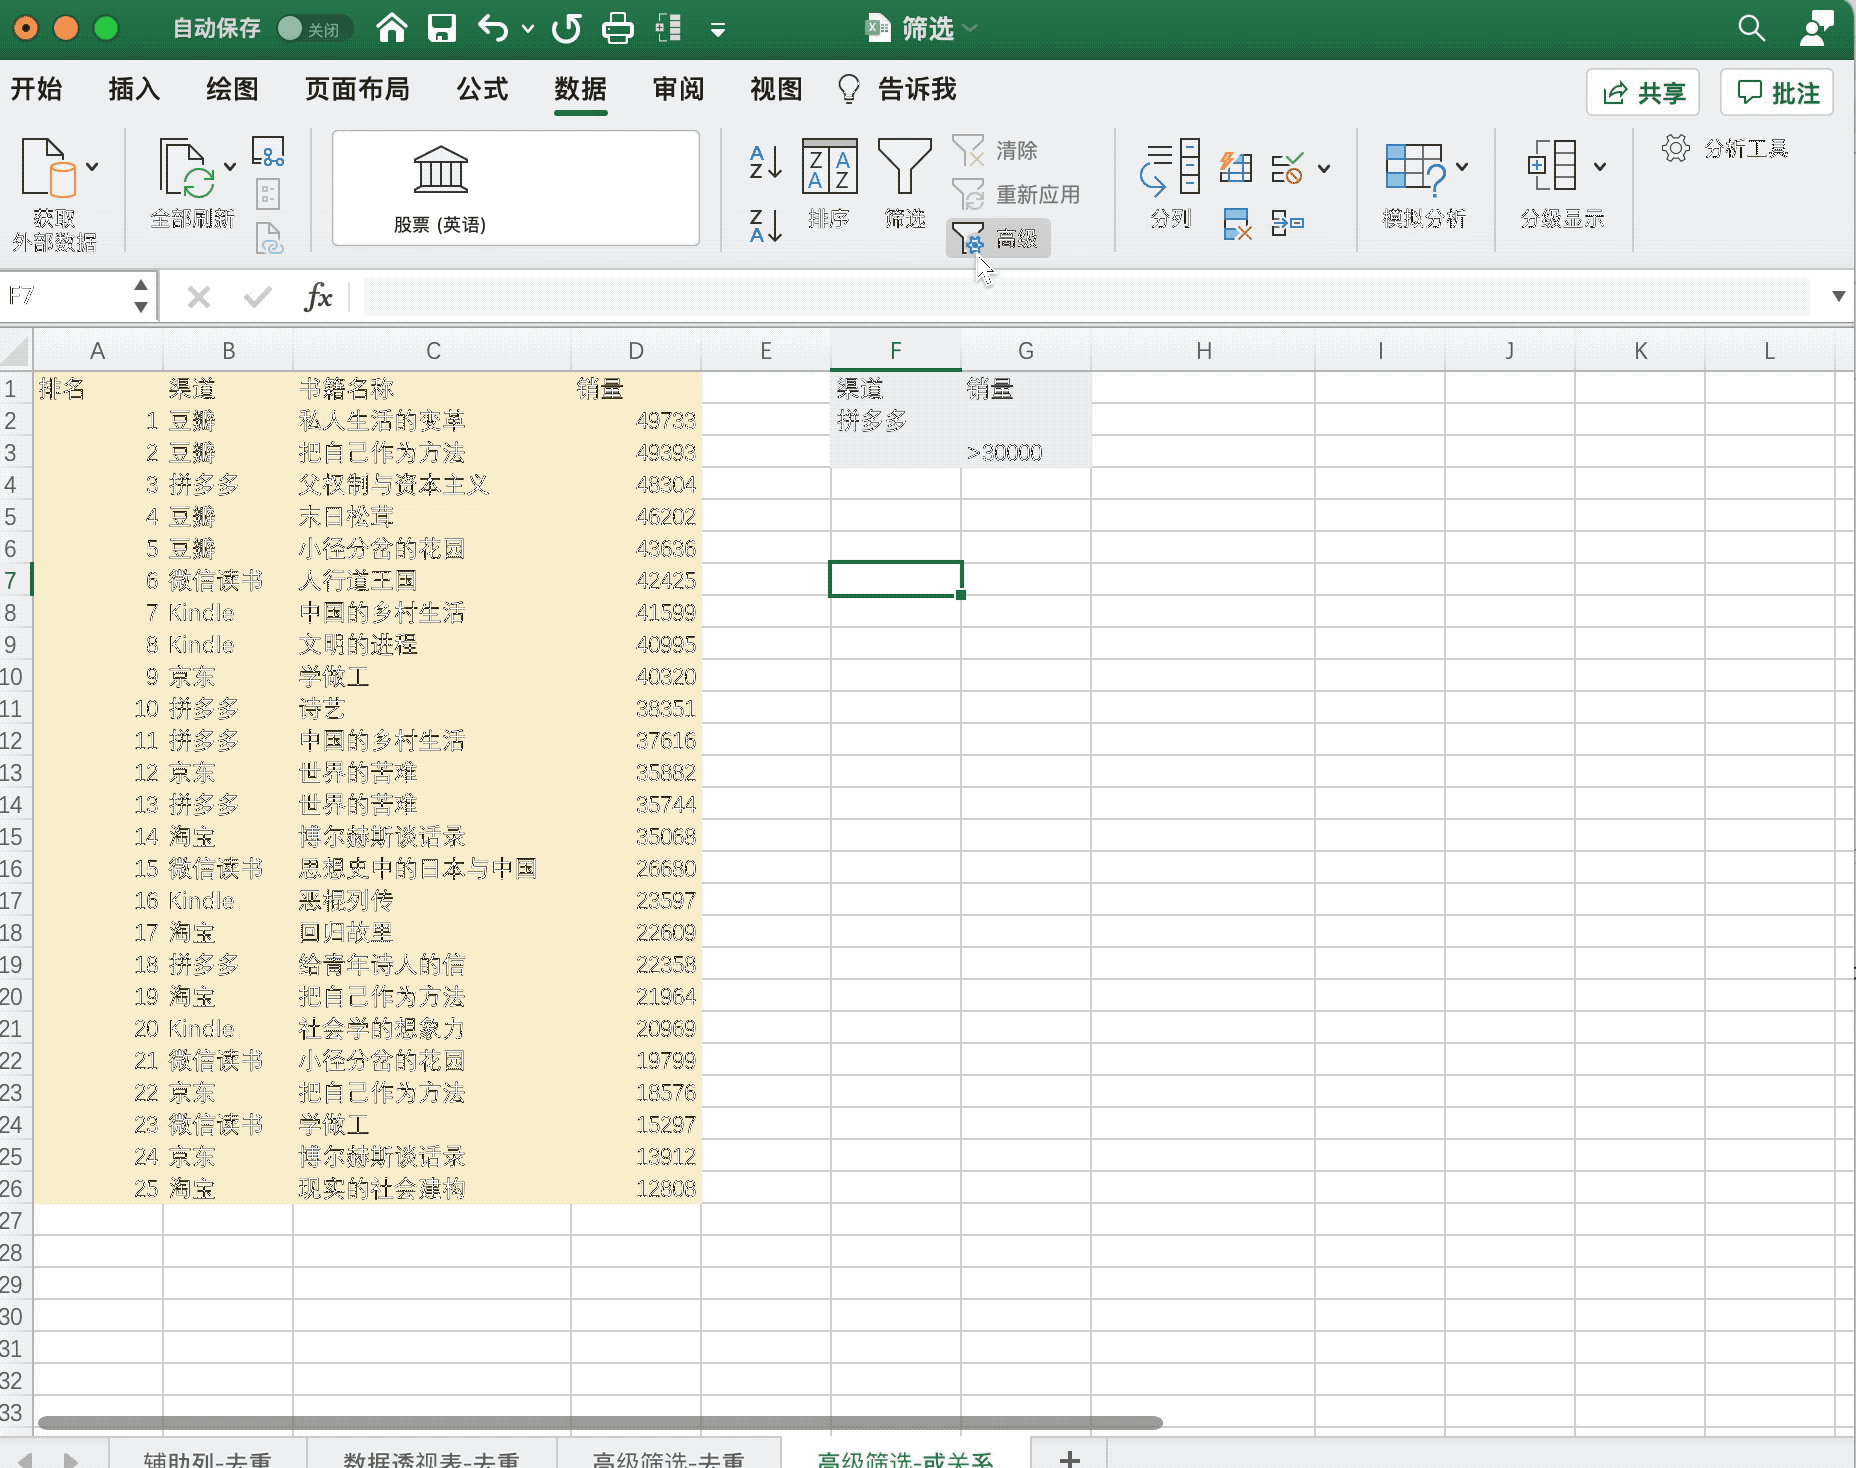 自动保存 关闭 筛选
开始 插入 绘图 页面布局 公式 数据 审阅 视图 告诉我 共享 批注
获取
外部数据
全部刷新
股票 (英语)
排序 筛选
清除
重新应用
高级
分列 模拟分析 分级显示 分析工具
F7 fx
A B C D E F G H I J K L
1 排名 渠道 书籍名称 销量 渠道 销量
2 1 豆瓣 私人生活的变革 49733 拼多多
3 2 豆瓣 把自己作为方法 49393 >30000
4 3 拼多多 父权制与资本主义 48304
5 4 豆瓣 末日松茸 46202
6 5 豆瓣 小径分岔的花园 43636
7 6 微信读书 人行道王国 42425
8 7 Kindle 中国的乡村生活 41599
9 8 Kindle 文明的进程 40995
10 9 京东 学做工 40320
11 10 拼多多 诗艺 38351
12 11 拼多多 中国的乡村生活 37616
13 12 京东 世界的苦难 35882
14 13 拼多多 世界的苦难 35744
15 14 淘宝 博尔赫斯谈话录 35068
16 15 微信读书 思想史中的日本与中国 26680
17 16 Kindle 恶棍列传 23597
18 17 淘宝 回归故里 22609
19 18 拼多多 给青年诗人的信 22358
20 19 淘宝 把自己作为方法 21964
21 20 Kindle 社会学的想象力 20969
22 21 微信读书 小径分岔的花园 19799
23 22 京东 把自己作为方法 18576
24 23 微信读书 学做工 15297
25 24 京东 博尔赫斯谈话录 13912
26 25 淘宝 现实的社会建构 12808
27
28
29
30
31
32
33
辅助列-去重 数据透视表-去重 高级筛选-去重 高级筛选-或关系 +